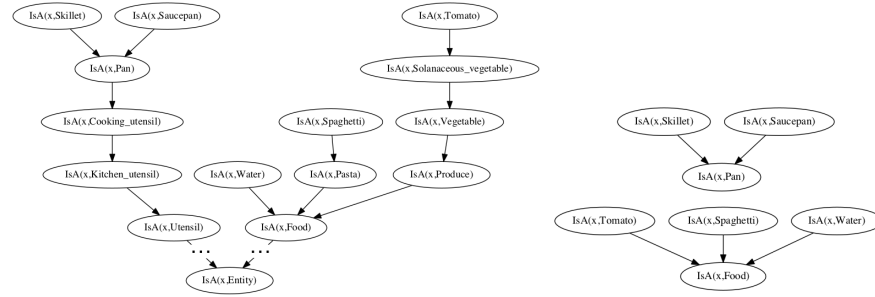 IsA(x,Skillet)
IsA(x,Saucepan)
IsA(x,Tomato)
IsA(x,Pan)
IsA(x,Solanaceous_vegetable)
IsA(x,Cooking_utensil)
IsA(x,Spaghetti)
IsA(x,Vegetable)
IsA(x,Kitchen_utensil)
IsA(x,Water)
IsA(x,Pasta)
IsA(x,Produce)
IsA(x,Utensil)
IsA(x,Food)
...
...
IsA(x,Entity)
IsA(x,Skillet)
IsA(x,Saucepan)
IsA(x,Pan)
IsA(x,Tomato)
IsA(x,Spaghetti)
IsA(x,Water)
IsA(x,Food)